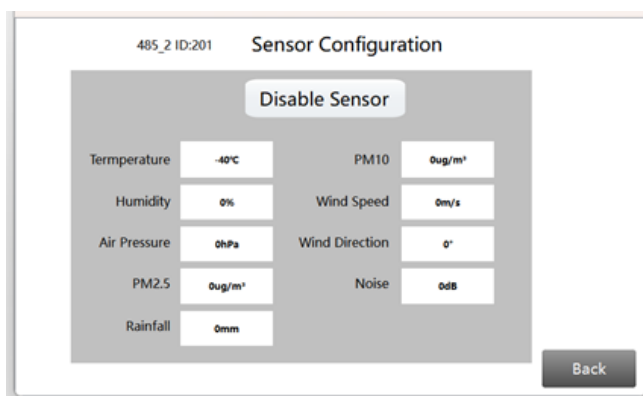 485_2 ID:201 Sensor Configuration
Disable Sensor
Termperature -40℃ PM10 0ug/m³
Humidity 0% Wind Speed 0m/s
Air Pressure 0hPa Wind Direction 0°
PM2.5 0ug/m³ Noise 0dB
Rainfall 0mm
Back